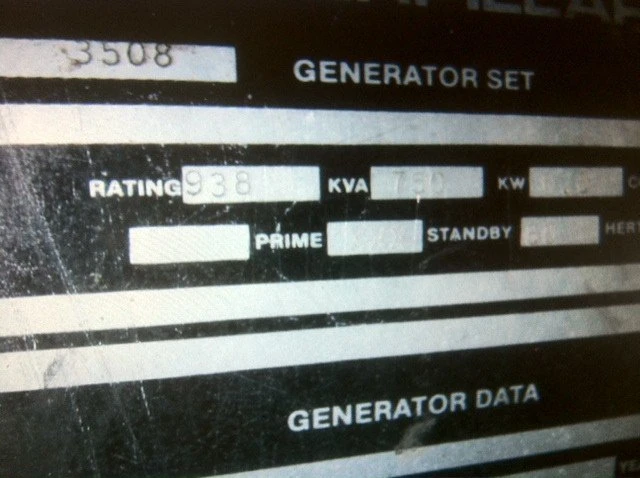 3508
GENERATOR SET
RATING 938 KVA 750 KW
PRIME STANDBY
GENERATOR DATA